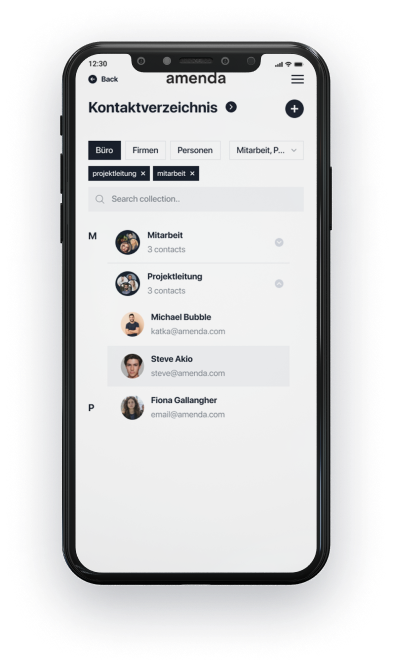 12:30
Back
amenda
Kontaktverzeichnis
Büro Firmen Personen Mitarbeit, P...
projektleitung × mitarbeit ×
Search collection..
M
Mitarbeit
3 contacts
Projektleitung
3 contacts
Michael Bubble
katka@amenda.com
Steve Akio
steve@amenda.com
P
Fiona Gallangher
email@amenda.com